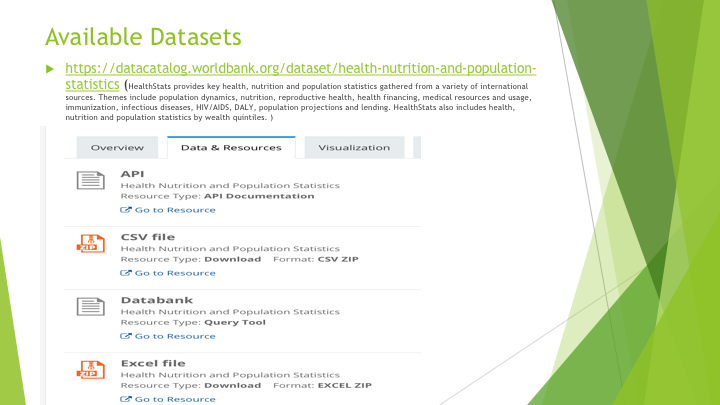 Available Datasets
https://datacatalog.worldbank.org/dataset/health-nutrition-and-population-
statistics (HealthStats provides key health, nutrition and population statistics gathered from a variety of international
sources. Themes include population dynamics, nutrition, reproductive health, health financing, medical resources and usage,
immunization, infectious diseases, HIV/AIDS, DALY, population projections and lending. HealthStats also includes health,
nutrition and population statistics by wealth quintiles. )
Overview Data & Resources Visualization
API
Health Nutrition and Population Statistics
Resource Type: API Documentation
Go to Resource
ZIP
CSV file
Health Nutrition and Population Statistics
Resource Type: Download Format: CSV ZIP
Go to Resource
Databank
Health Nutrition and Population Statistics
Resource Type: Query Tool
Go to Resource
ZIP
Excel file
Health Nutrition and Population Statistics
Resource Type: Download Format: EXCEL ZIP
Go to Resource